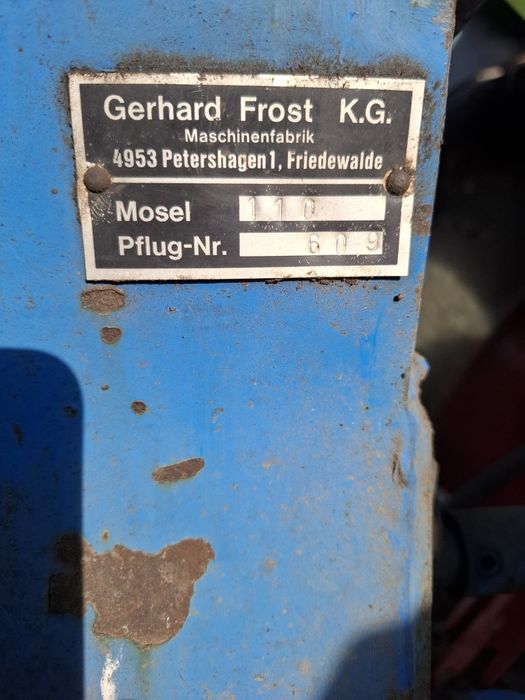 Gerhard Frost K.G.
Maschinenfabrik
4953 Petershagen 1, Friedewalde
Mosel 110
Pflug-Nr. 609